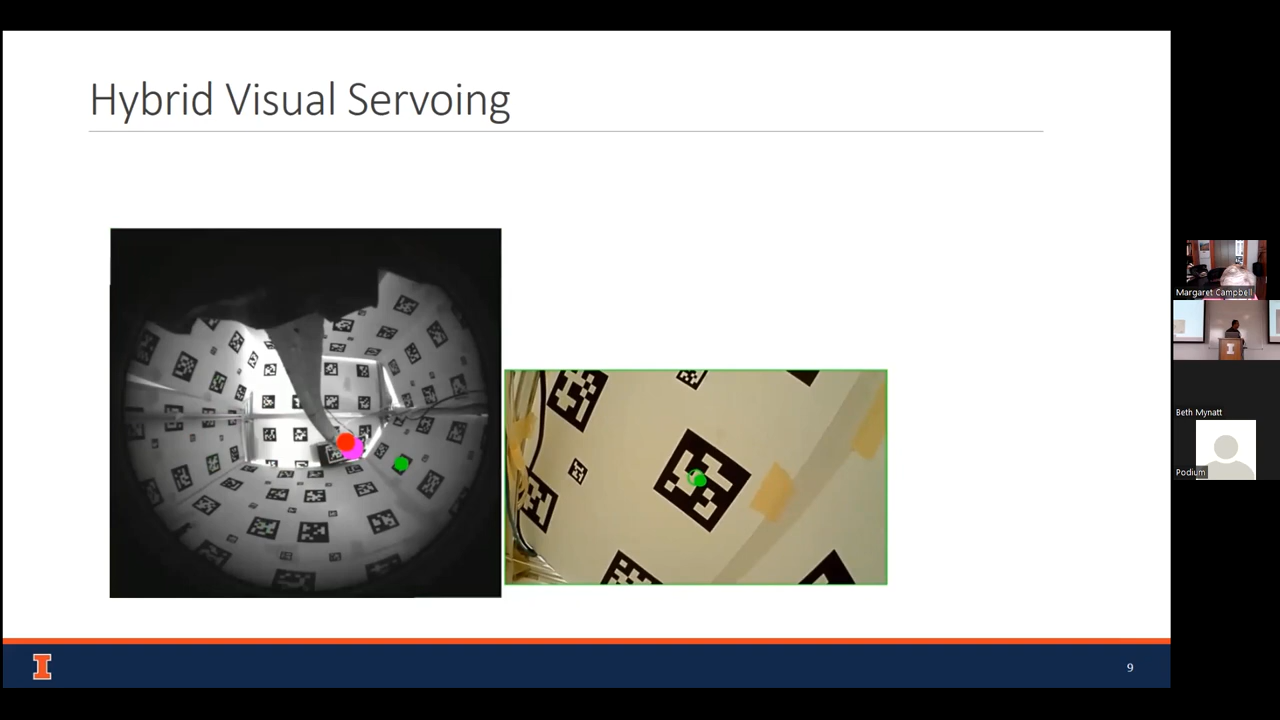 Hybrid Visual Servoing
Margaret Campbell
I
Beth Mynatt
Podium
I
9